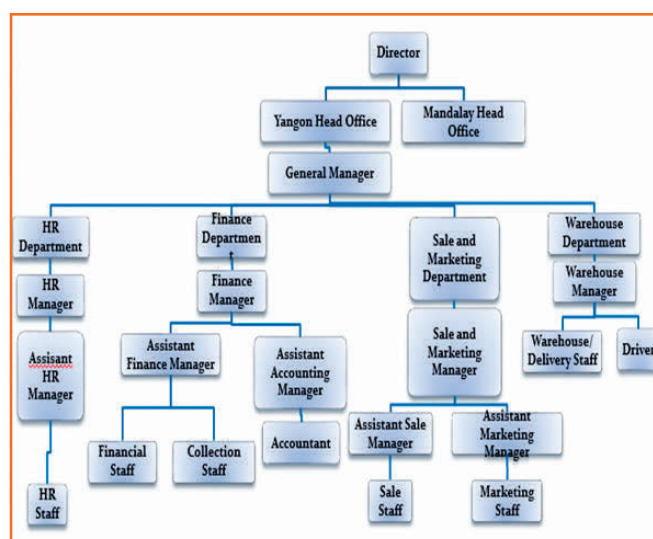 Director
Yangon Head Office
Mandalay Head
Office
General Manager
HR
Department
Finance
Departmen
t
Sale and
Marketing
Department
Warehouse
Department
HR
Manager
Finance
Manager
Warehouse
Manager
Assisant
HR
Manager
Assistant
Finance Manager
Assistant
Accounting
Manager
Sale and
Marketing
Manager
Warehouse/
Delivery Staff
Driver
Financial
Staff
Collection
Staff
Accountant
Assistant Sale
Manager
Assistant
Marketing
Manager
HR
Staff
Sale
Staff
Marketing
Staff